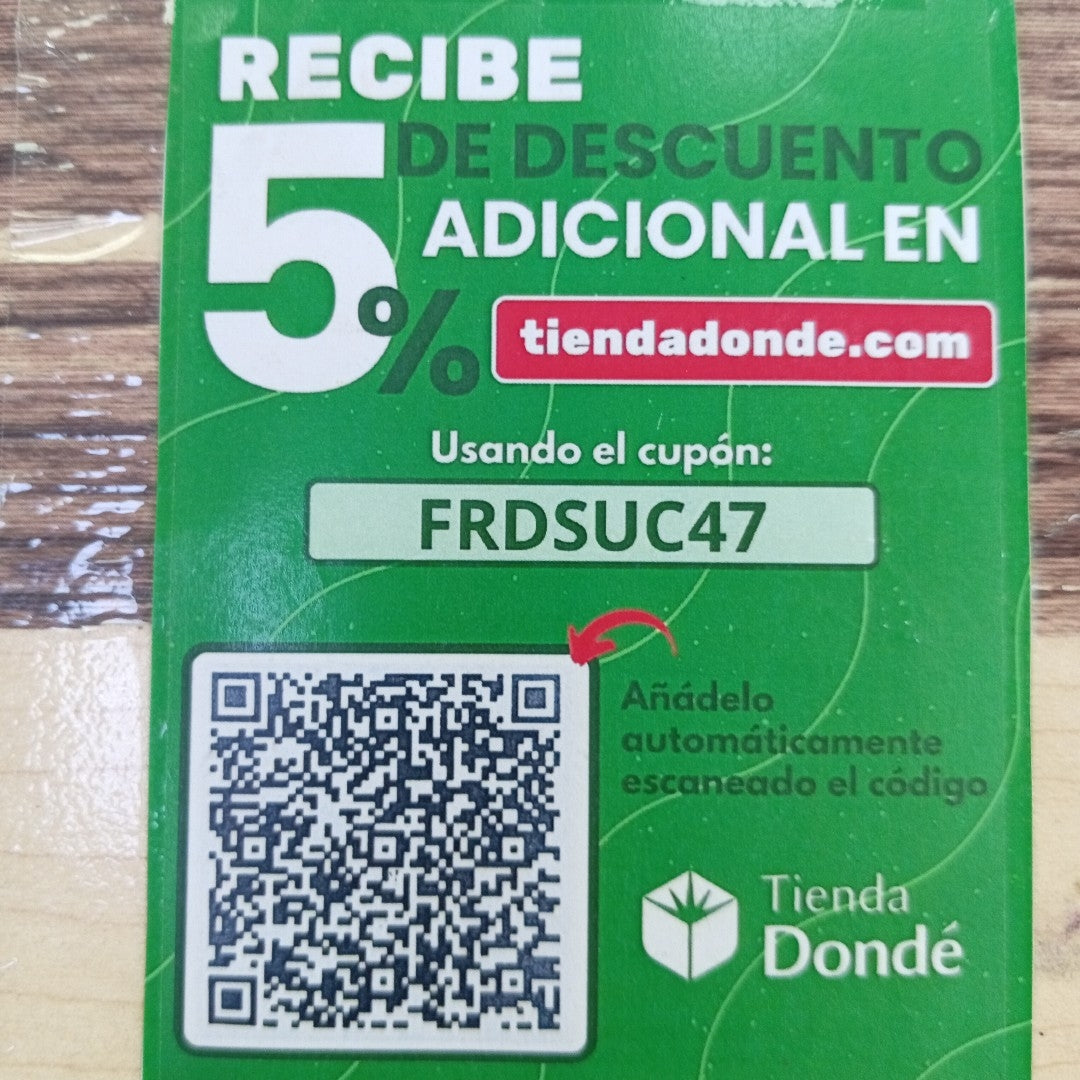 RECIBE
5% DE DESCUENTO
ADICIONAL EN
tiendadonde.com
Usando el cupón:
FRDSUC47
Añádelo
automáticamente
escaneado el código
Tienda
Dondé